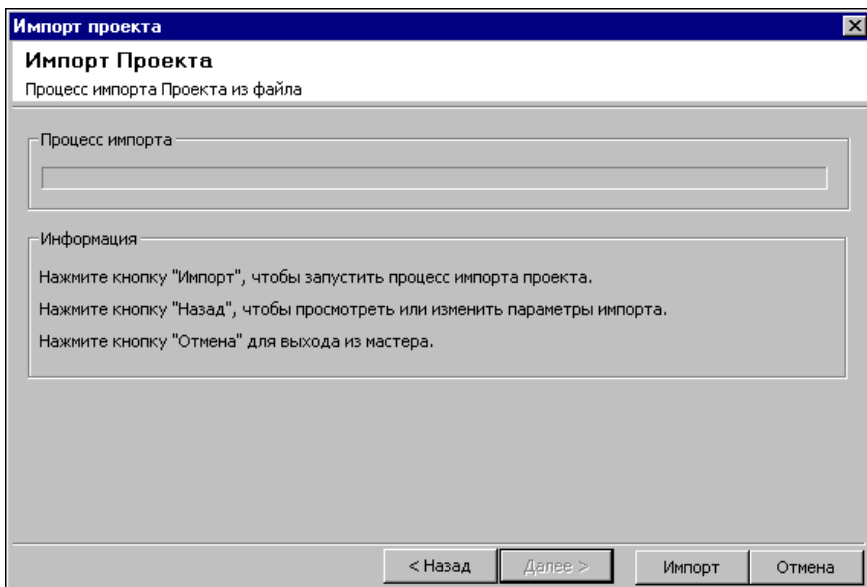 Импорт проекта
Импорт Проекта
Процесс импорта Проекта из файла
Процесс импорта
Информация
Нажмите кнопку "Импорт", чтобы запустить процесс импорта проекта.
Нажмите кнопку "Назад", чтобы просмотреть или изменить параметры импорта.
Нажмите кнопку "Отмена" для выхода из мастера.
< Назад Далее > Импорт Отмена